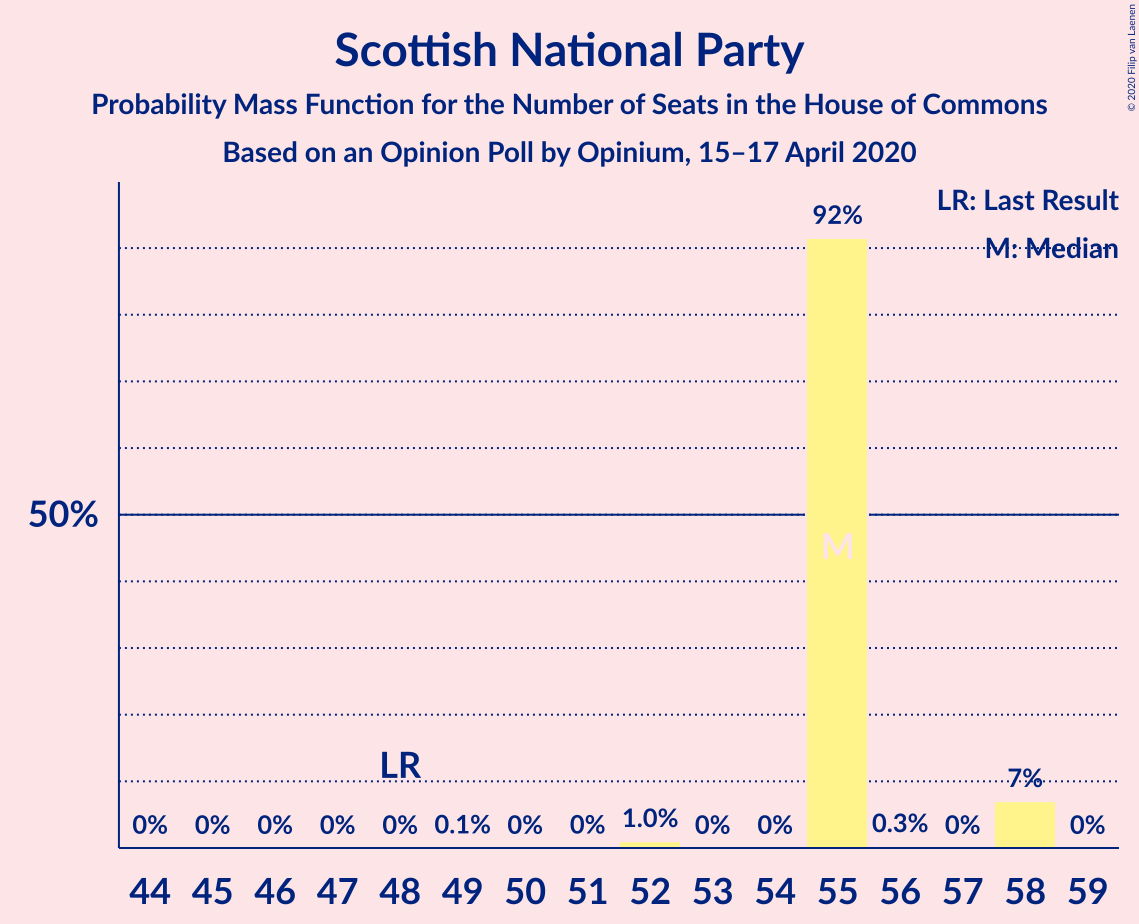 Scottish National Party
Probability Mass Function for the Number of Seats in the House of Commons
Based on an Opinion Poll by Opinium, 15–17 April 2020
© 2020 Filip van Laenen
LR: Last Result
M: Median
92%
50%
M
LR
7%
0% 0% 0% 0% 0% 0.1% 0% 0% 1.0% 0% 0% 0.3% 0% 0%
44 45 46 47 48 49 50 51 52 53 54 55 56 57 58 59